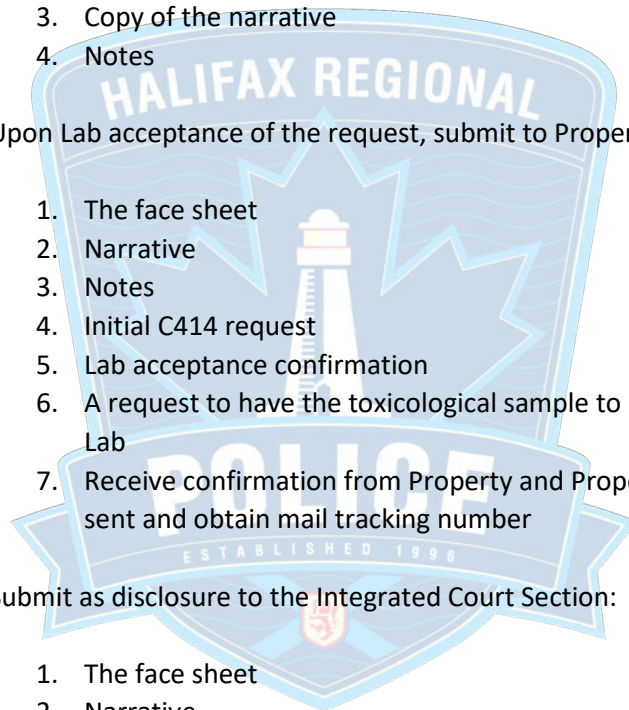 3. Copy of the narrative
4. Notes
HALIFAX REGIONAL
Upon Lab acceptance of the request, submit to
1. The face sheet
2. Narrative
3. Notes
4. Initial C414 request
5. Lab acceptance confirmation
6. A request to have the toxicological sample to
Lab
7. Receive confirmation from Property and
sent and obtain mail tracking number
POLICE
ESTABLISHED 1996
Submit as disclosure to the Integrated Court Section:
1. The face sheet
2. Narrative